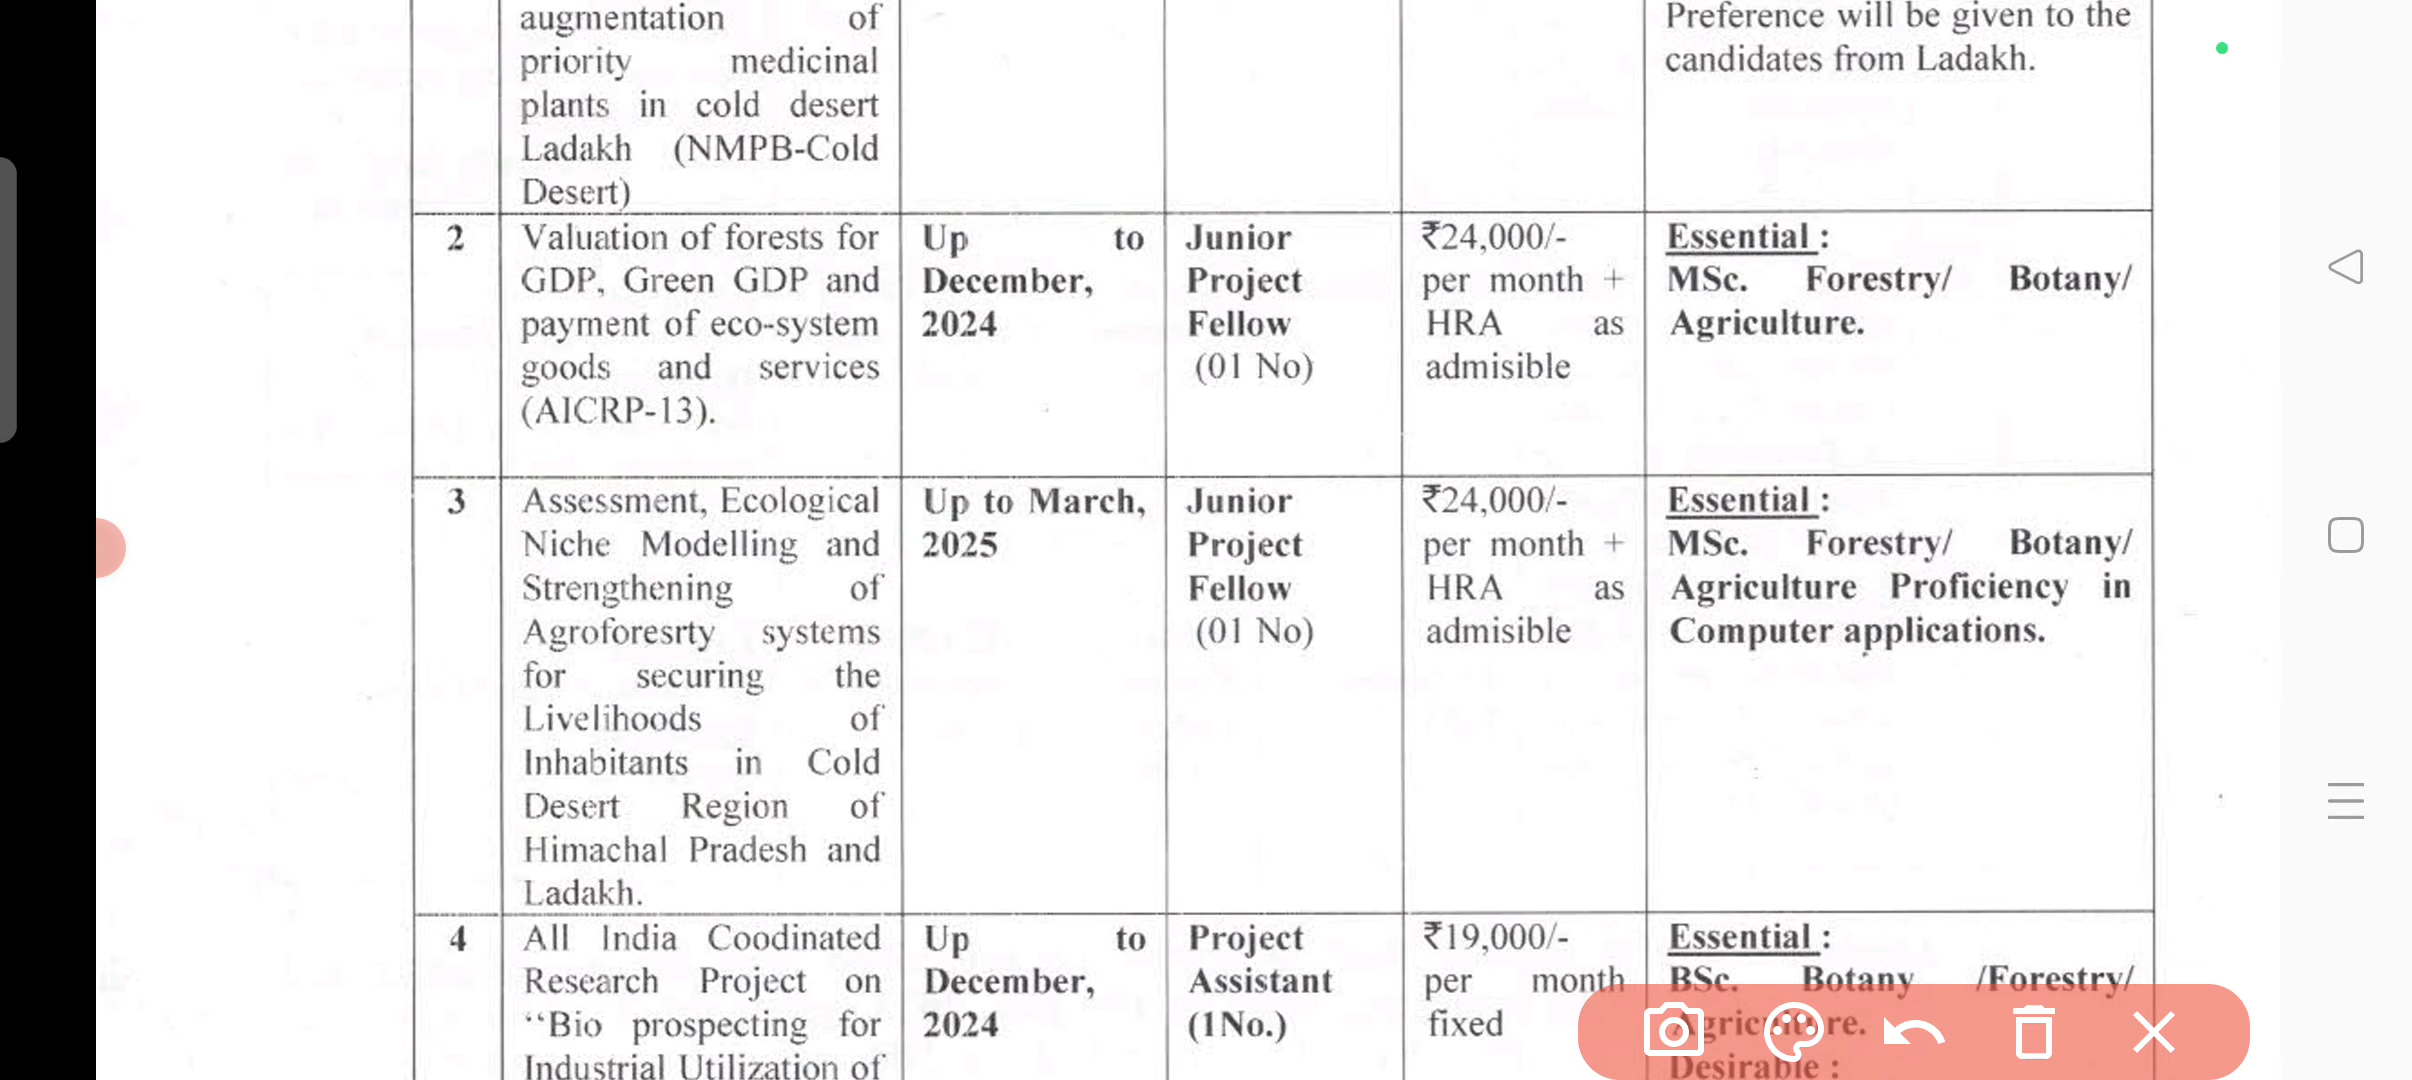 augmentation of
priority medicinal
plants in cold desert
Ladakh (NMPB-Cold
Desert)
Preference will be given to the
candidates from Ladakh.
2
Valuation of forests for
GDP, Green GDP and
payment of eco-system
goods and services
(AICRP-13).
Up to
December,
2024
Junior
Project
Fellow
(01 No)
₹24,000/-
per month +
HRA as
admisible
Essential :
MSc. Forestry/ Botany/
Agriculture.
3
Assessment, Ecological
Niche Modelling and
Strengthening of
Agroforesrty systems
for securing the
Livelihoods of
Inhabitants in Cold
Desert Region of
Himachal Pradesh and
Ladakh.
Up to March,
2025
Junior
Project
Fellow
(01 No)
₹24,000/-
per month +
HRA as
admisible
Essential :
MSc. Forestry/ Botany/
Agriculture Proficiency in
Computer applications.
4
All India Coodinated
Research Project on
“Bio prospecting for
Industrial Utilization of
Up to
December,
2024
Project
Assistant
(1No.)
₹19,000/-
per month
fixed
Essential :
BSc. Botany /Forestry/
Agriculture.
Desirable :